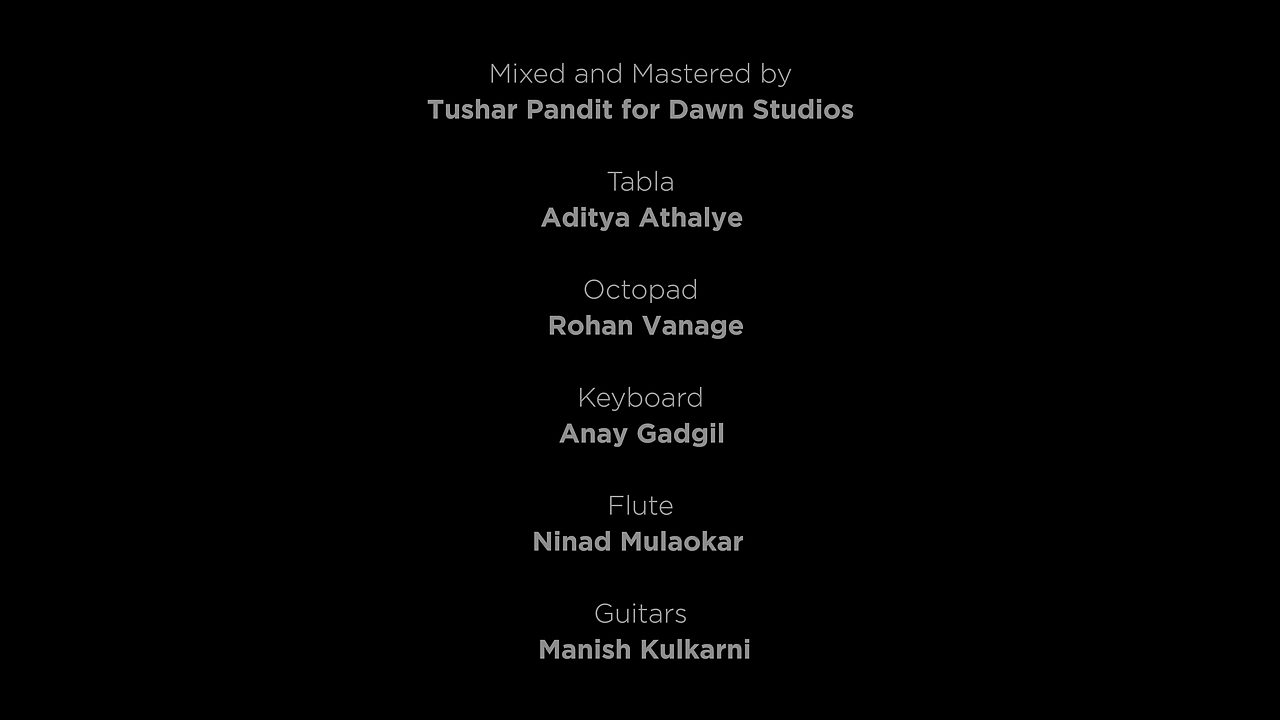 Mixed and Mastered by
Tushar Pandit for Dawn Studios
Tabla
Aditya Athalye
Octopad
Rohan Vanage
Keyboard
Anay Gadgil
Flute
Ninad Mulaokar
Guitars
Manish Kulkarni